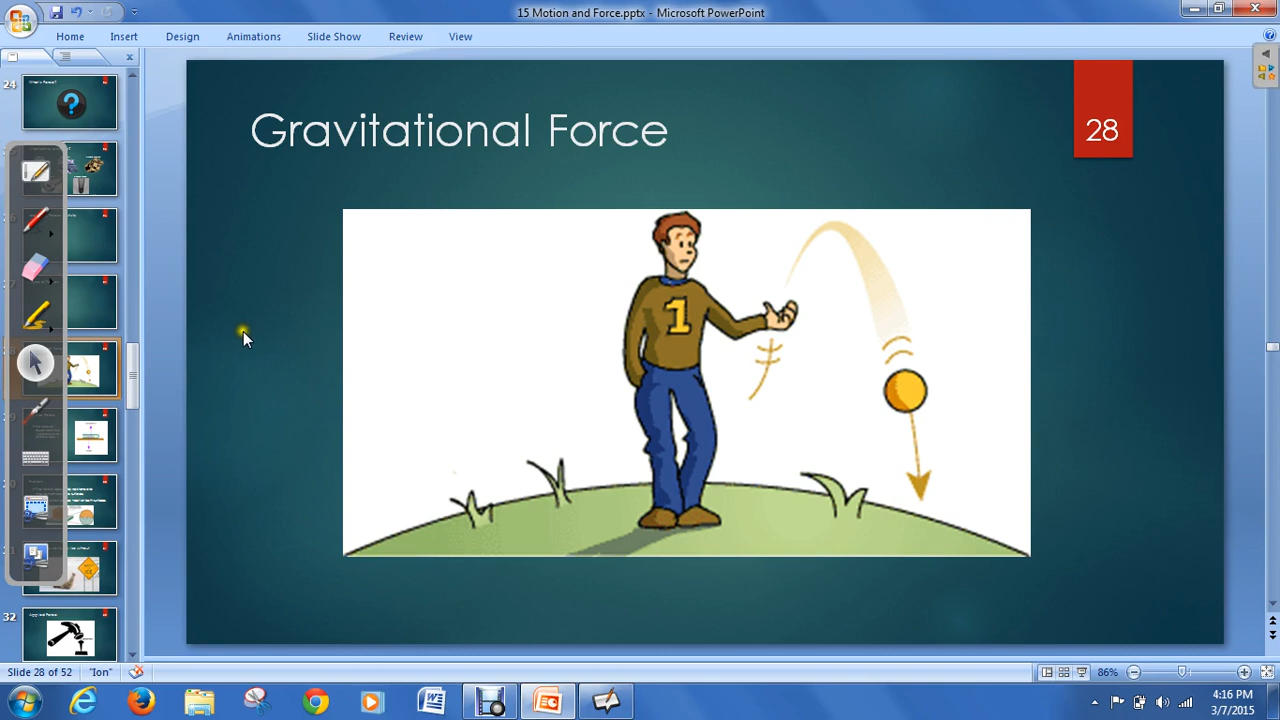 15 Motion and Force.pptx - Microsoft PowerPoint
Home Insert Design Animations Slide Show Review View
24
Gravitational Force
28
1
32
Slide 28 of 52 "Ion" 86%
4:16 PM
3/7/2015